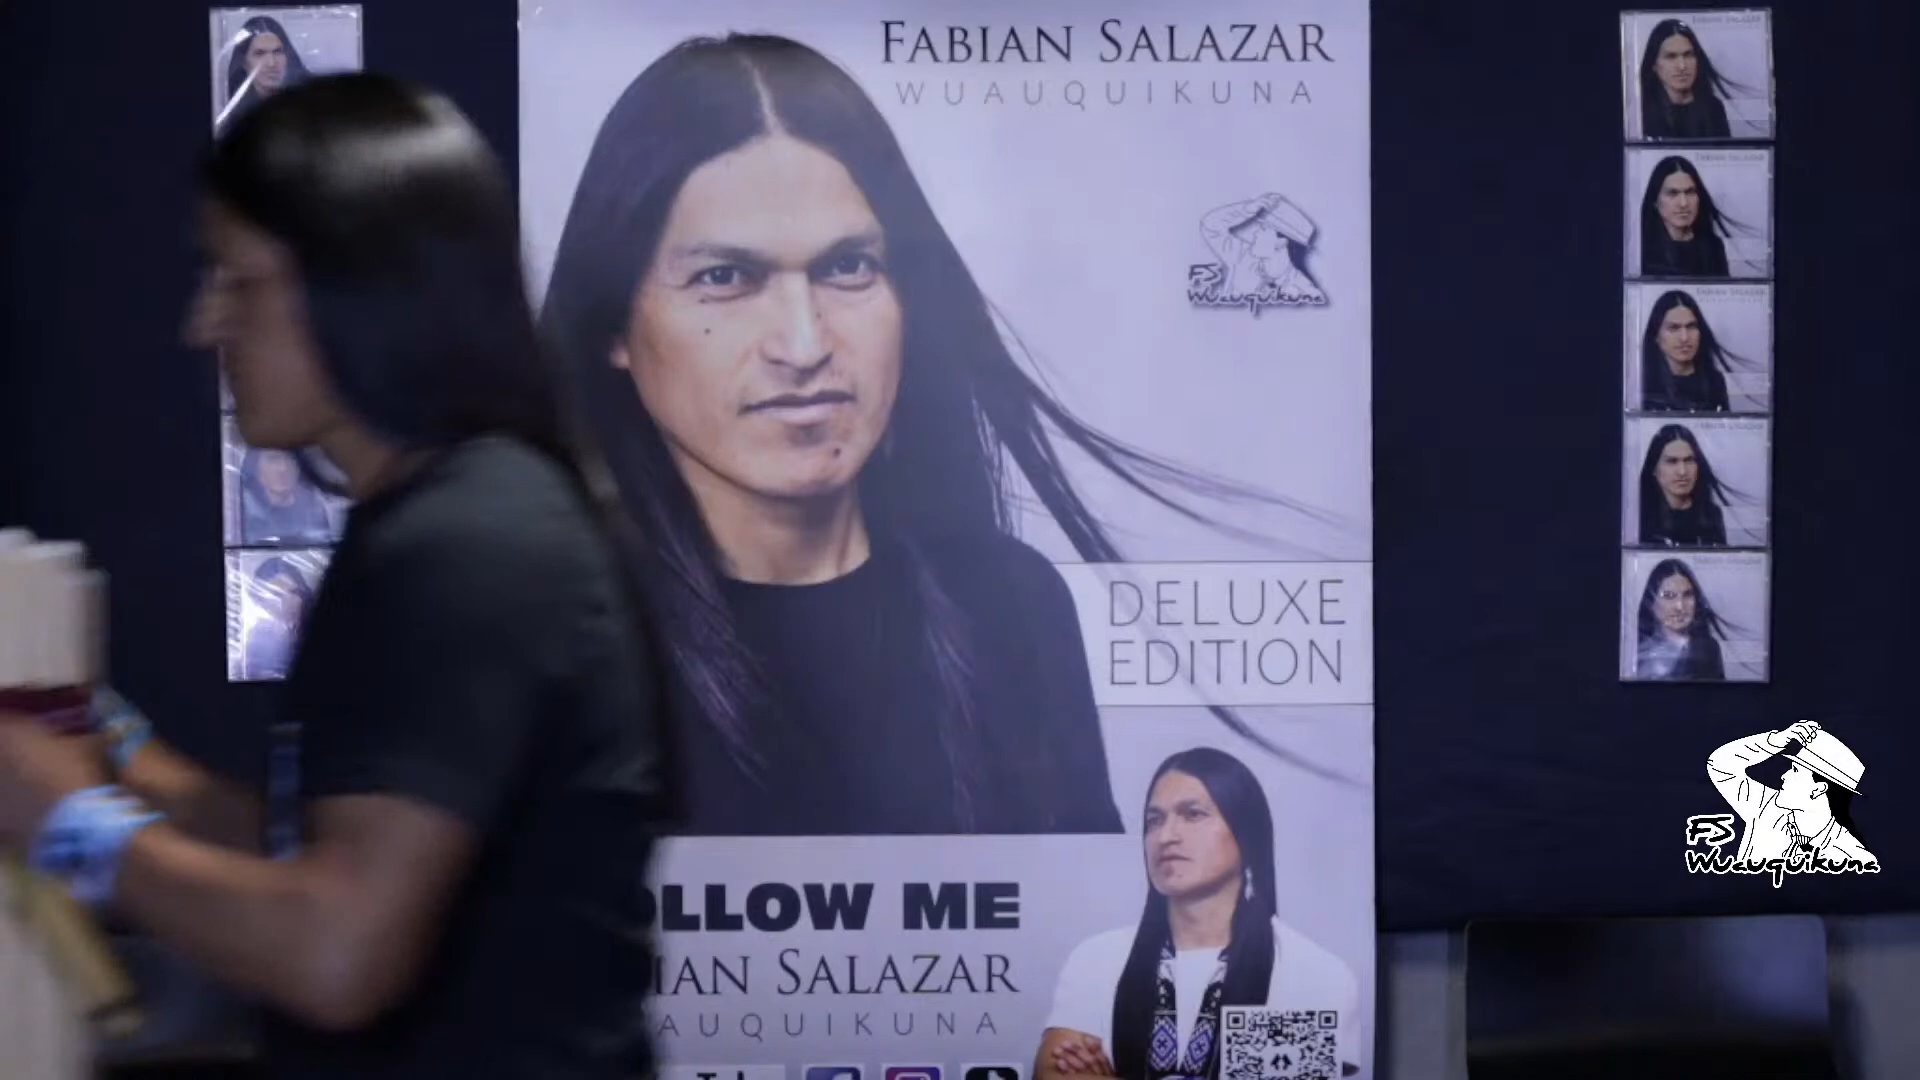 FABIAN SALAZAR
WUAUQUIKUNA
FS
Wuauquikuna
DELUXE
EDITION
OLLOW ME
IAN SALAZAR
AUQUIKUNA
FS
Wuauquikuna